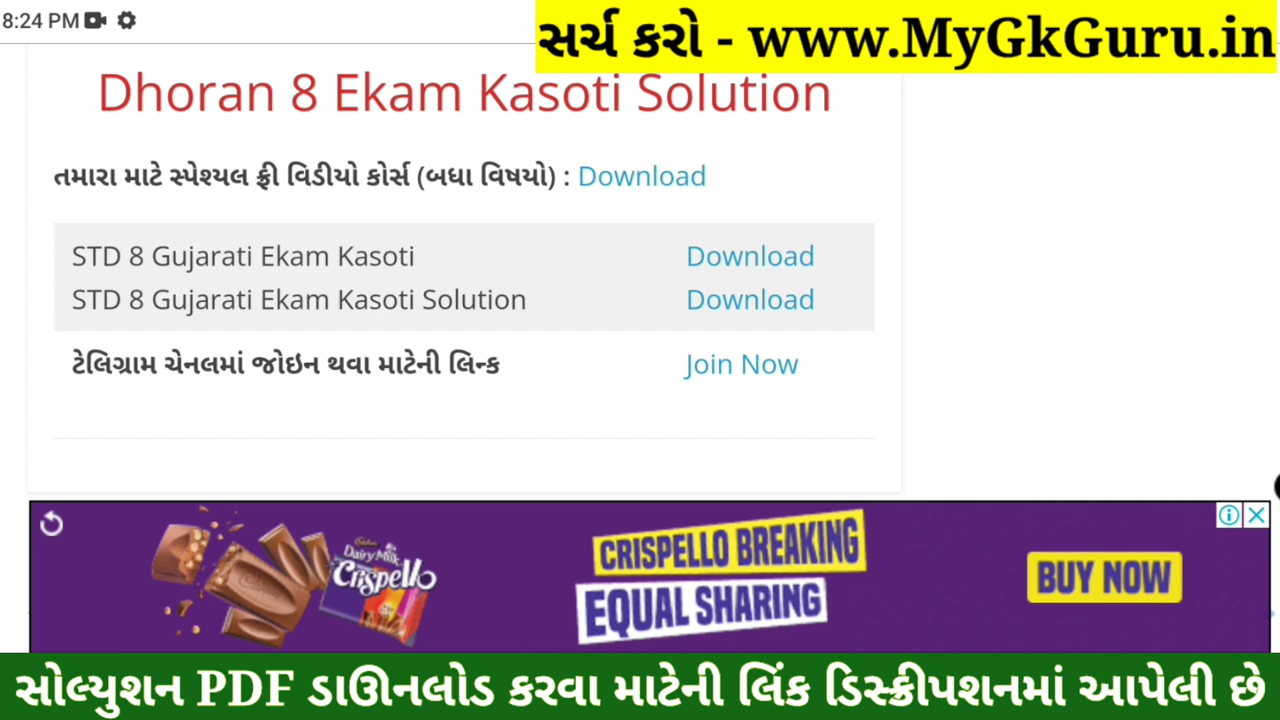 8:24 PM
સર્ચ કરો - www.MyGkGuru.in
Dhoran 8 Ekam Kasoti Solution
તમારા માટે સ્પેશ્યલ ફ્રી વિડીયો કોર્સ (બધા વિષયો) : Download
STD 8 Gujarati Ekam Kasoti Download
STD 8 Gujarati Ekam Kasoti Solution Download
ટેલિગ્રામ ચેનલમાં જોઇન થવા માટેની લિન્ક Join Now
Cadbury
Dairy Milk
Crispello
CRISPELLO BREAKING
EQUAL SHARING
BUY NOW
સોલ્યુશન PDF ડાઊનલોડ કરવા માટેની લિંક ડિસ્ક્રીપશનમાં આપેલી છે